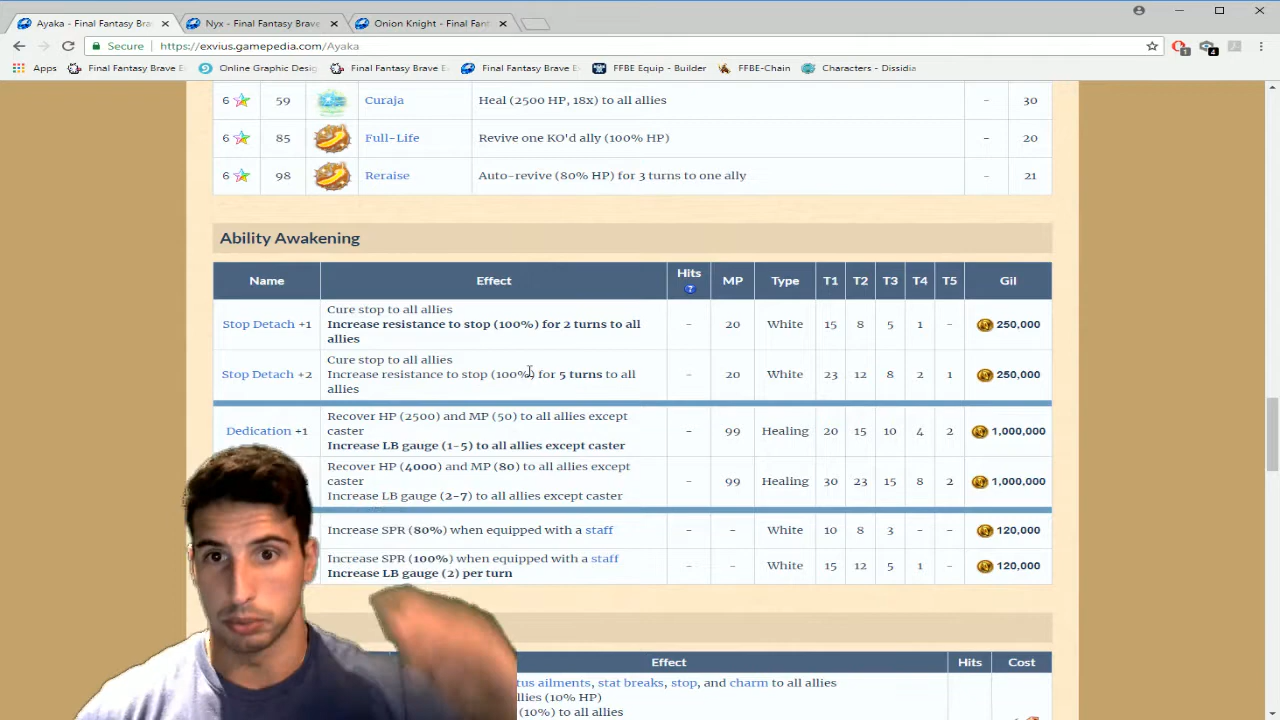 Ayaka - Final Fantasy Bra
Nyx - Final Fantasy Brave
Onion Knight - Final Fant
Secure
https://exvius.gamepedia.com/Ayaka
1
4
Apps
Final Fantasy Brave E
Online Graphic Desig
Final Fantasy Brave E
Final Fantasy Brave E
FFBE Equip - Builder
FFBE-Chain
Characters - Dissidia
6 59 Curaja Heal (2500 HP, 18x) to all allies - 30
6 85 Full-Life Revive one KO'd ally (100% HP) - 20
6 98 Reraise Auto-revive (80% HP) for 3 turns to one ally - 21
Ability Awakening
Name Effect Hits ? MP Type T1 T2 T3 T4 T5 Gil
Cure stop to all allies
Stop Detach +1 Increase resistance to stop (100%) for 2 turns to all - 20 White 15 8 5 1 - 250,000
allies
Cure stop to all allies
Stop Detach +2 Increase resistance to stop (100%) for 5 turns to all - 20 White 23 12 8 2 1 250,000
allies
Recover HP (2500) and MP (50) to all allies except
Dedication +1 caster - 99 Healing 20 15 10 4 2 1,000,000
Increase LB gauge (1-5) to all allies except caster
Recover HP (4000) and MP (80) to all allies except
caster - 99 Healing 30 23 15 8 2 1,000,000
Increase LB gauge (2-7) to all allies except caster
Increase SPR (80%) when equipped with a staff - - White 10 8 3 - - 120,000
Increase SPR (100%) when equipped with a staff - - White 15 12 5 1 - 120,000
Increase LB gauge (2) per turn
Effect Hits Cost
tus ailments, stat breaks, stop, and charm to all allies
llies (10% HP)
(10%) to all allies